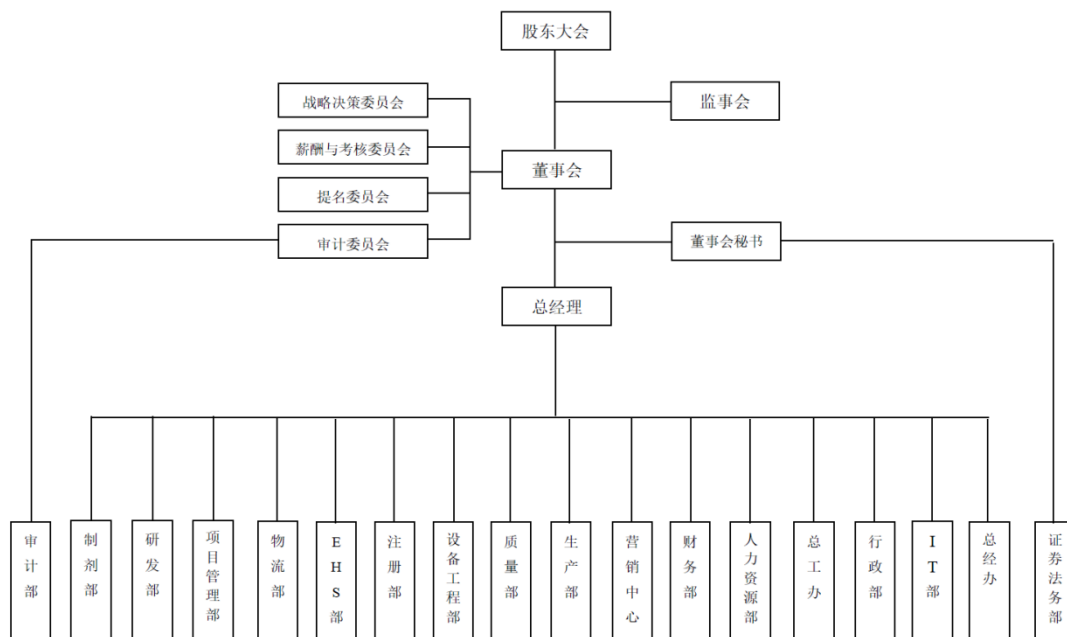 股东大会
监事会
战略决策委员会
薪酬与考核委员会
董事会
提名委员会
审计委员会
董事会秘书
总经理
审计部
制剂部
研发部
项目管理部
物流部
EHS部
注册部
设备工程部
质量部
生产部
营销中心
财务部
人力资源部
总工办
行政部
IT部
总经办
证券法务部